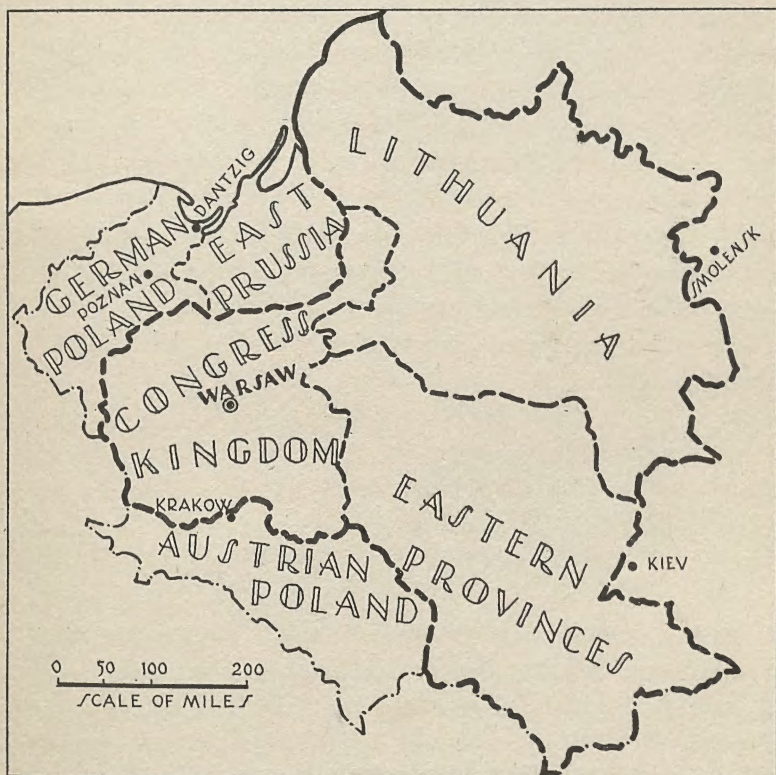 LITHUANIA
DANTZIG
GERMAN
POLAND
POZNAN
EAST
PRUSSIA
SMOLENSK
CONGRESS
KINGDOM
WARSAW
KRAKOW
AUSTRIAN
POLAND
EASTERN
PROVINCES
KIEV
0 50 100 200
SCALE OF MILES